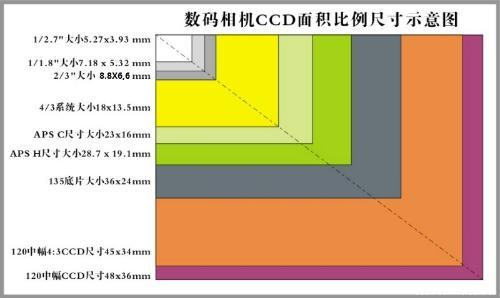 数码相机CCD面积比例尺寸示意图
1/2.7"大小5.27x3.93 mm
1/1.8"大小7.18 x 5.32 mm
2/3"大小 8.8X6,6 mm
4/3系统大小18x13.5mm
APS C尺寸大小23x16mm
APS H尺寸大小28.7 x 19.1mm
135底片大小36x24mm
120中幅4:3CCD尺寸45x34mm
120中幅CCD尺寸48x36mm